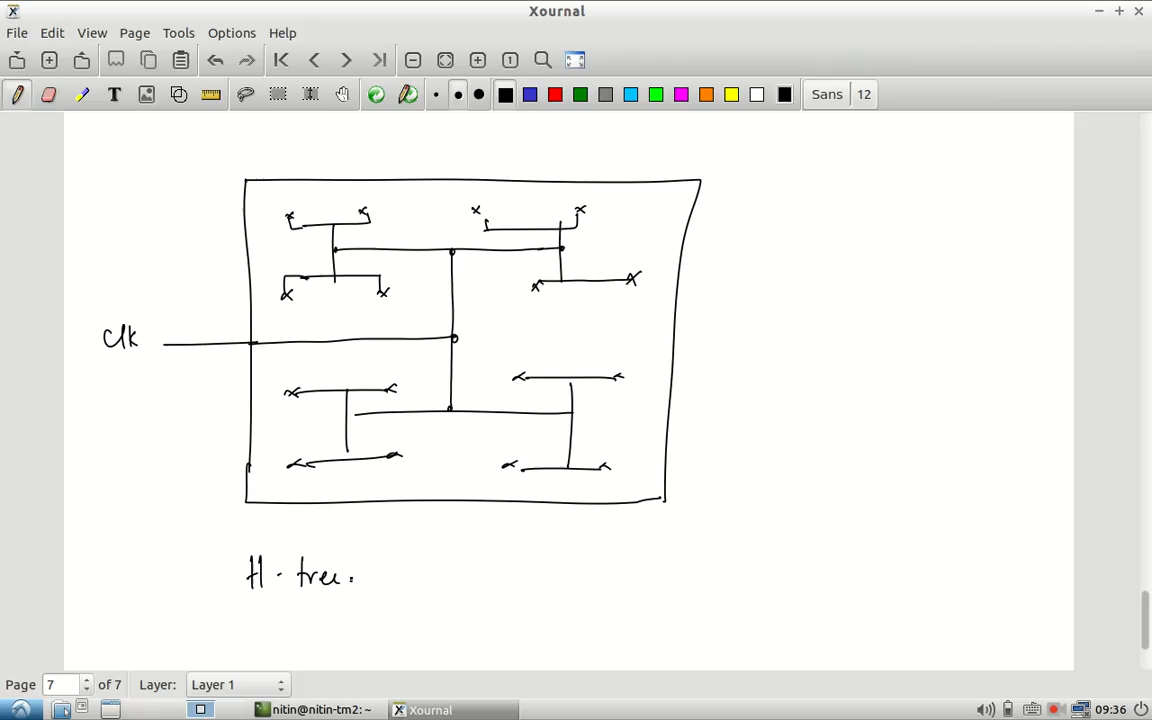 Xournal
File Edit View Page Tools Options Help
Sans 12
x x x x
x x x x
Clk
H-tree.
Page 7 of 7 Layer: Layer 1
nitin@nitin-tm2: ~ Xournal 09:36